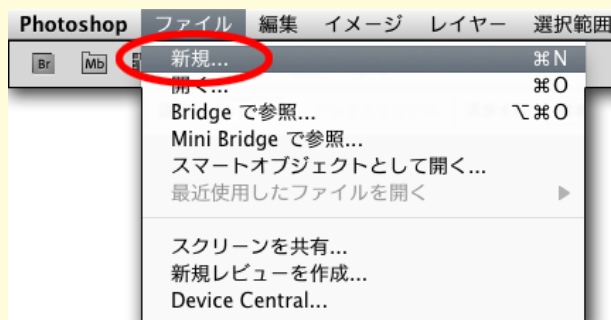 Photoshop ファイル 編集 イメージ レイヤー 選択範囲
Br Mb
新規... ⌘N
開く... ⌘O
Bridge で参照... ⌥⌘O
Mini Bridge で参照...
スマートオブジェクトとして開く...
最近使用したファイルを開く ▶
スクリーンを共有...
新規レビューを作成...
Device Central...